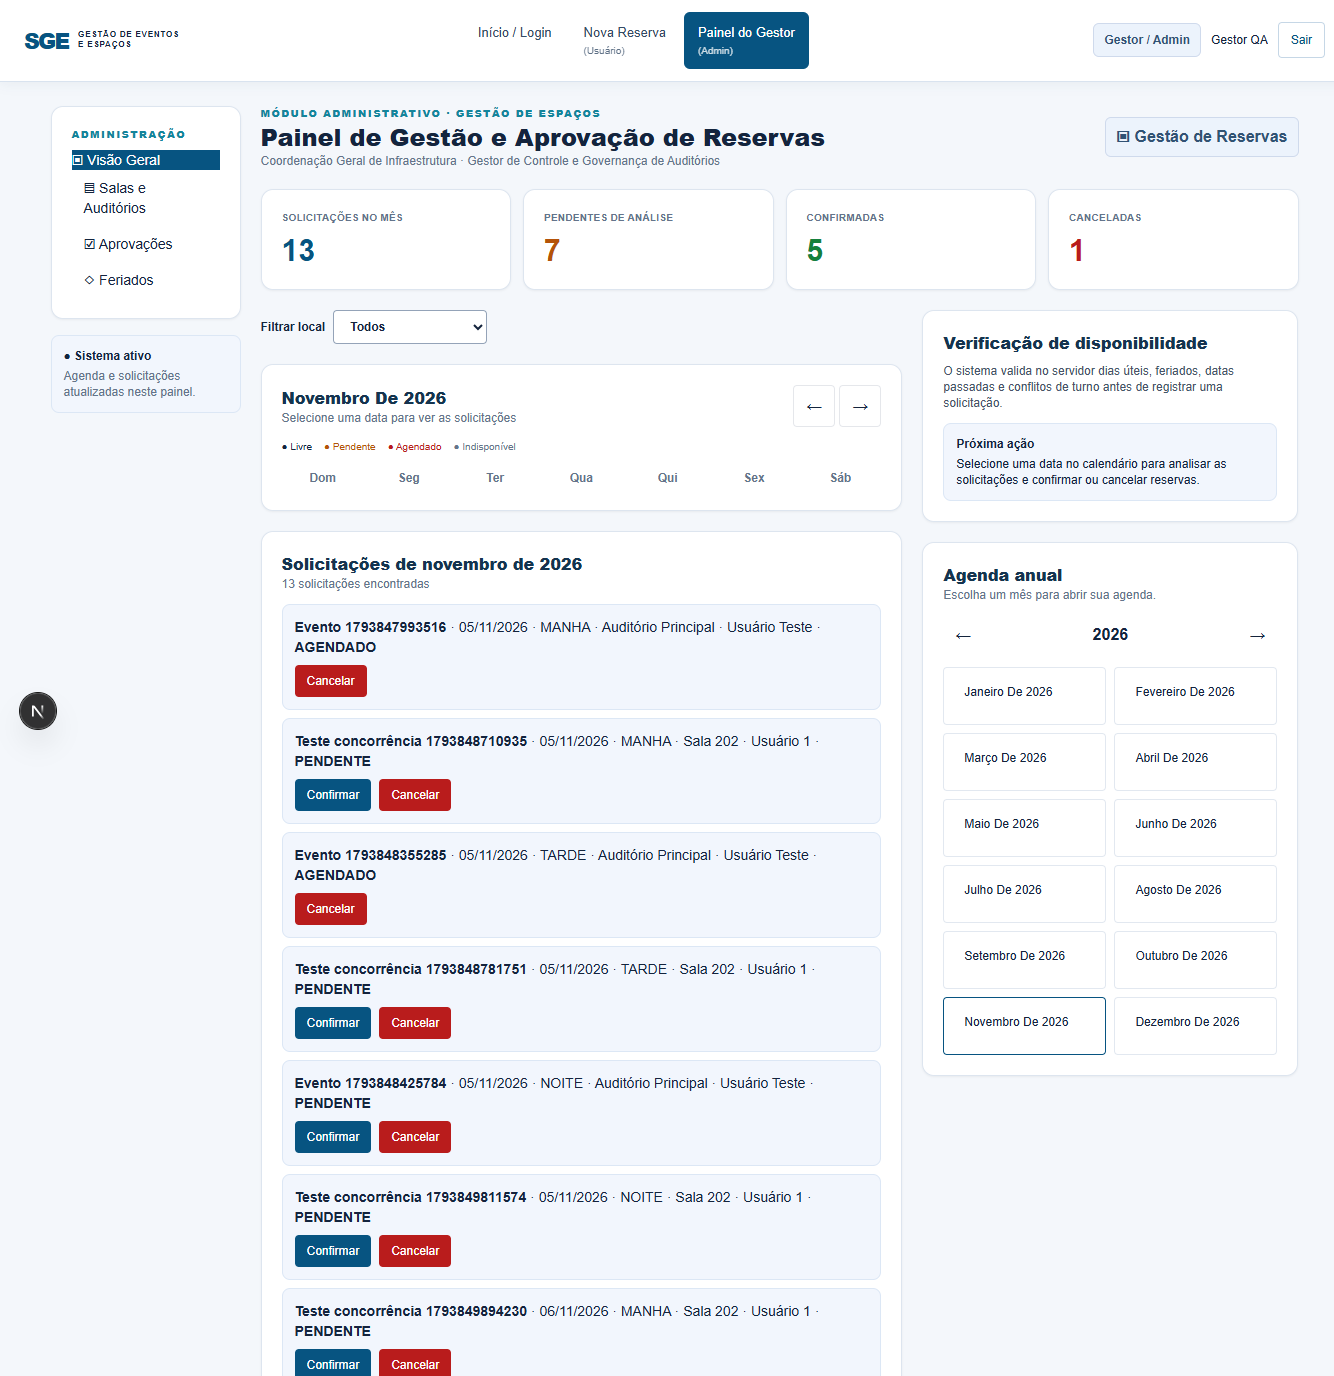 SGE
GESTÃO DE EVENTOS
E ESPAÇOS
Início / Login
Nova Reserva
(Usuário)
Painel do Gestor
(Admin)
Gestor / Admin
Gestor QA
Sair
ADMINISTRAÇÃO
Visão Geral
Salas e
Auditórios
Aprovações
Feriados
Sistema ativo
Agenda e solicitações
atualizadas neste painel.
MÓDULO ADMINISTRATIVO · GESTÃO DE ESPAÇOS
Painel de Gestão e Aprovação de Reservas
Coordenação Geral de Infraestrutura · Gestor de Controle e Governança de Auditórios
Gestão de Reservas
SOLICITAÇÕES NO MÊS
13
PENDENTES DE ANÁLISE
7
CONFIRMADAS
5
CANCELADAS
1
Filtrar local
Todos
Novembro De 2026
Selecione uma data para ver as solicitações
← →
● Livre ● Pendente ● Agendado ● Indisponível
Dom Seg Ter Qua Qui Sex Sáb
Solicitações de novembro de 2026
13 solicitações encontradas
Evento 1793847993516 · 05/11/2026 · MANHA · Auditório Principal · Usuário Teste ·
AGENDADO
Cancelar
Teste concorrência 1793848710935 · 05/11/2026 · MANHA · Sala 202 · Usuário 1 ·
PENDENTE
Confirmar Cancelar
Evento 1793848355285 · 05/11/2026 · TARDE · Auditório Principal · Usuário Teste ·
AGENDADO
Cancelar
Teste concorrência 1793848781751 · 05/11/2026 · TARDE · Sala 202 · Usuário 1 ·
PENDENTE
Confirmar Cancelar
Evento 1793848425784 · 05/11/2026 · NOITE · Auditório Principal · Usuário Teste ·
PENDENTE
Confirmar Cancelar
Teste concorrência 1793849811574 · 05/11/2026 · NOITE · Sala 202 · Usuário 1 ·
PENDENTE
Confirmar Cancelar
Teste concorrência 1793849894230 · 06/11/2026 · MANHA · Sala 202 · Usuário 1 ·
PENDENTE
Confirmar Cancelar
Verificação de disponibilidade
O sistema valida no servidor dias úteis, feriados, datas
passadas e conflitos de turno antes de registrar uma
solicitação.
Próxima ação
Selecione uma data no calendário para analisar as
solicitações e confirmar ou cancelar reservas.
Agenda anual
Escolha um mês para abrir sua agenda.
← 2026 →
Janeiro De 2026 Fevereiro De 2026
Março De 2026 Abril De 2026
Maio De 2026 Junho De 2026
Julho De 2026 Agosto De 2026
Setembro De 2026 Outubro De 2026
Novembro De 2026 Dezembro De 2026
N